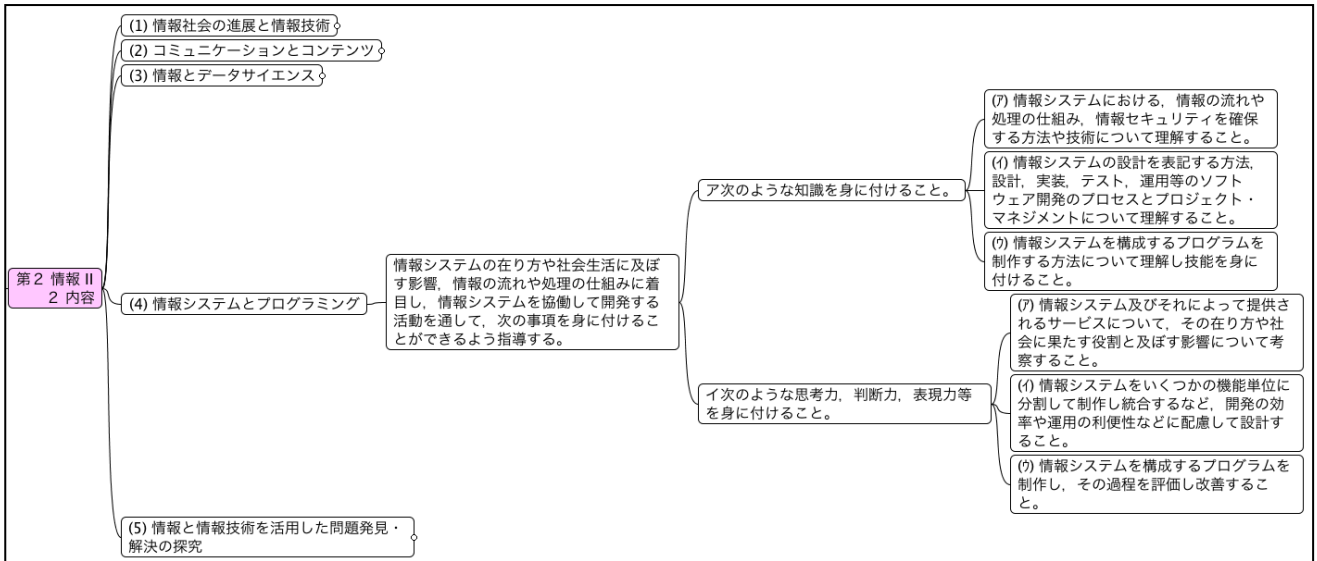 第２ 情報 II
２ 内容
(1) 情報社会の進展と情報技術
(2) コミュニケーションとコンテンツ
(3) 情報とデータサイエンス
(4) 情報システムとプログラミング
情報システムの在り方や社会生活に及ぼ
す影響，情報の流れや処理の仕組みに着
目し，情報システムを協働して開発する
活動を通して，次の事項を身に付けるこ
とができるよう指導する。
ア次のような知識を身に付けること。
(ｱ) 情報システムにおける，情報の流れや
処理の仕組み，情報セキュリティを確保
する方法や技術について理解すること。
(ｲ) 情報システムの設計を表記する方法，
設計，実装，テスト，運用等のソフト
ウェア開発のプロセスとプロジェクト・
マネジメントについて理解すること。
(ｳ) 情報システムを構成するプログラムを
制作する方法について理解し技能を身に
付けること。
イ次のような思考力，判断力，表現力等
を身に付けること。
(ｱ) 情報システム及びそれによって提供さ
れるサービスについて，その在り方や社
会に果たす役割と及ぼす影響について考
察すること。
(ｲ) 情報システムをいくつかの機能単位に
分割して制作し統合するなど，開発の効
率や運用の利便性などに配慮して設計す
ること。
(ｳ) 情報システムを構成するプログラムを
制作し，その過程を評価し改善するこ
と。
(5) 情報と情報技術を活用した問題発見・
解決の探究